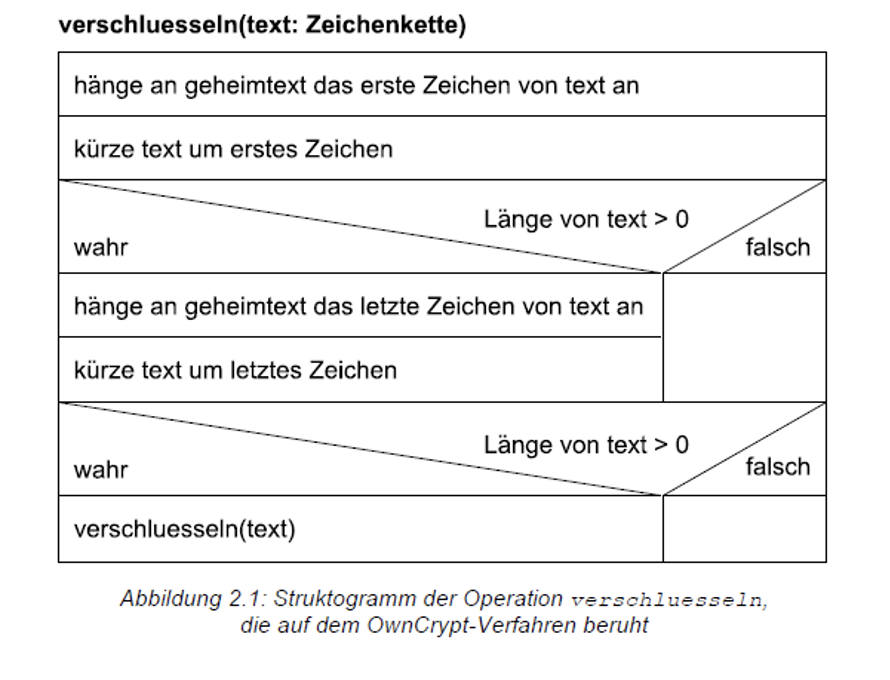 verschluesseln(text: Zeichenkette)
hänge an geheimtext das erste Zeichen von text an
kürze text um erstes Zeichen
Länge von text > 0
wahr
falsch
hänge an geheimtext das letzte Zeichen von text an
kürze text um letztes Zeichen
Länge von text > 0
wahr
falsch
verschluesseln(text)
Abbildung 2.1: Struktogramm der Operation verschluesseln,
die auf dem OwnCrypt-Verfahren beruht